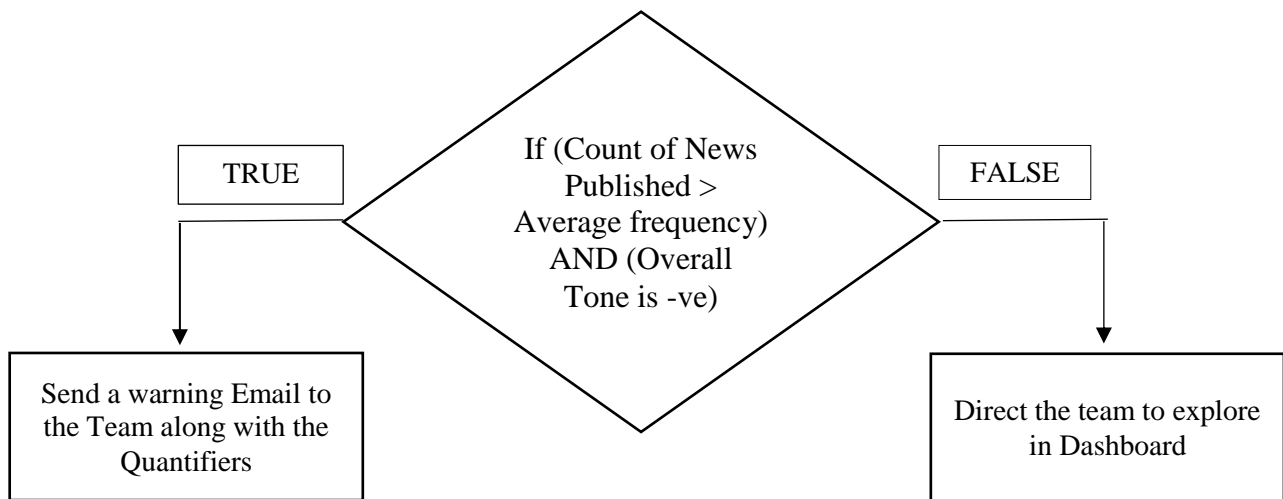 TRUE
If (Count of News
Published >
Average frequency)
AND (Overall
Tone is -ve)
FALSE
Send a warning Email to
the Team along with the
Quantifiers
Direct the team to explore
in Dashboard